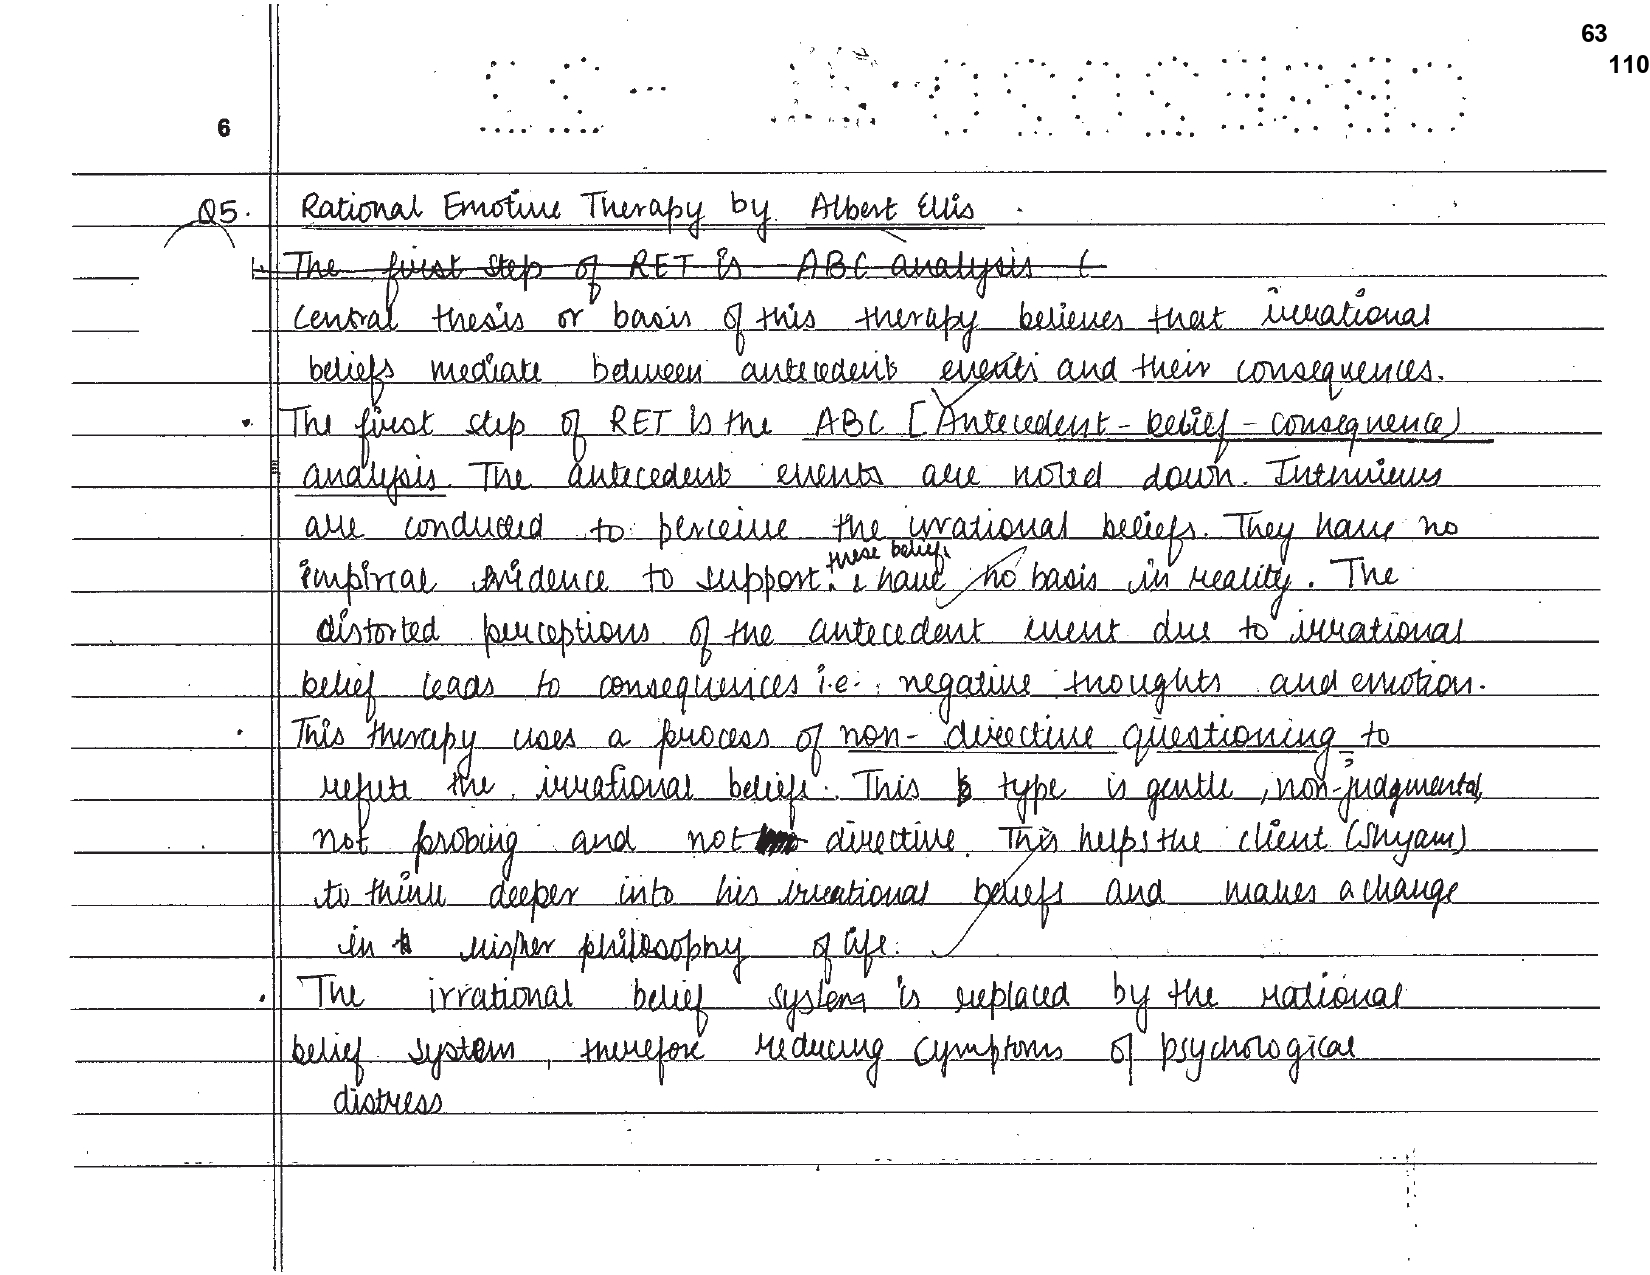 63
110
6
Q5. Rational Emotive Therapy by Albert Ellis
The first step of RET is ABC analysis (
Central thesis or basis of this therapy believes that irrational
beliefs mediate between antecedent events and their consequences.
The first step of RET is the ABC [Antecedent - belief - consequence)
analysis. The antecedent events are noted down. Interviews
are conducted to perceive the irrational beliefs. They have no
these beliefs
empirical evidence to support & have no basis in reality. The
distorted perceptions of the antecedent event due to irrational
belief leads to consequences i.e. negative thoughts and emotion.
This therapy uses a process of non-directive questioning to
refute the irrational beliefs. This type is gentle, non-judgmental,
not probing and not directive. This helps the client (Shyam)
to think deeper into his irrational beliefs and makes a change
in his/her philosophy of life.
The irrational belief system is replaced by the rational
belief system, therefore reducing symptoms of psychological
distress